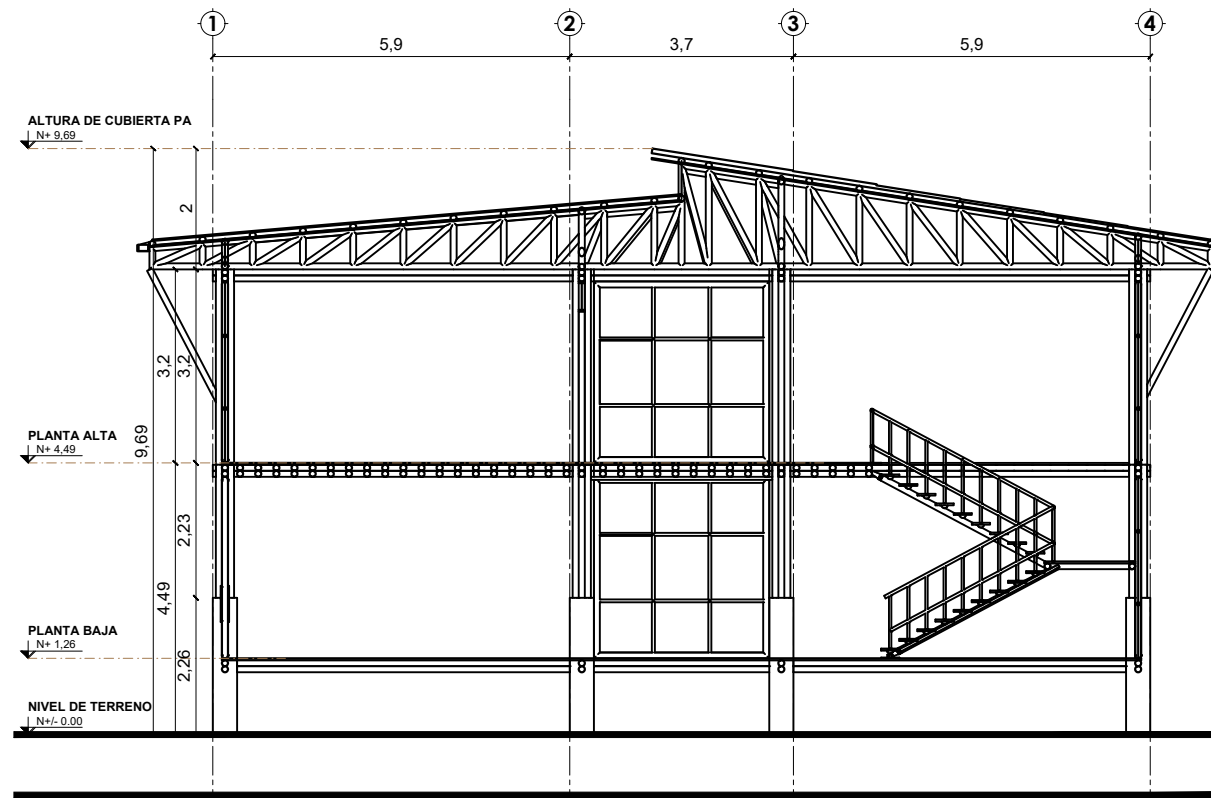 1 2 3 4
5,9 3,7 5,9
ALTURA DE CUBIERTA PA
N+ 9,69
2
3,2
3,2
PLANTA ALTA
N+ 4,49
9,69
2,23
4,49
PLANTA BAJA
N+ 1,26
2,26
NIVEL DE TERRENO
N+/- 0.00